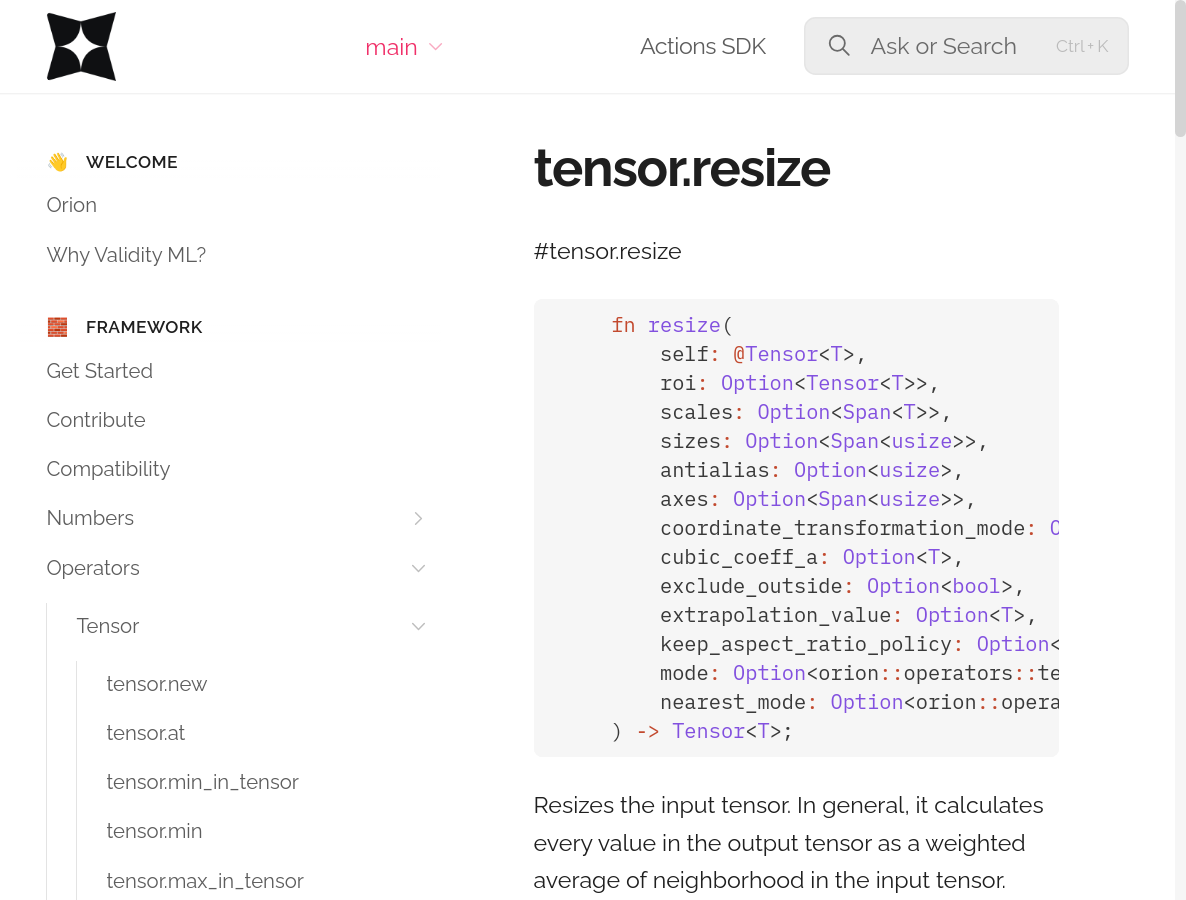 main
Actions SDK
Ask or Search
Ctrl + K
👋 WELCOME
Orion
Why Validity ML?
🧱 FRAMEWORK
Get Started
Contribute
Compatibility
Numbers
Operators
Tensor
tensor.new
tensor.at
tensor.min_in_tensor
tensor.min
tensor.max_in_tensor
tensor.resize
#tensor.resize
fn resize(
self: @Tensor<T>,
roi: Option<Tensor<T>>,
scales: Option<Span<T>>,
sizes: Option<Span<usize>>,
antialias: Option<usize>,
axes: Option<Span<usize>>,
coordinate_transformation_mode: O
cubic_coeff_a: Option<T>,
exclude_outside: Option<bool>,
extrapolation_value: Option<T>,
keep_aspect_ratio_policy: Option<
mode: Option<orion::operators::te
nearest_mode: Option<orion::opera
) -> Tensor<T>;
Resizes the input tensor. In general, it calculates
every value in the output tensor as a weighted
average of neighborhood in the input tensor.